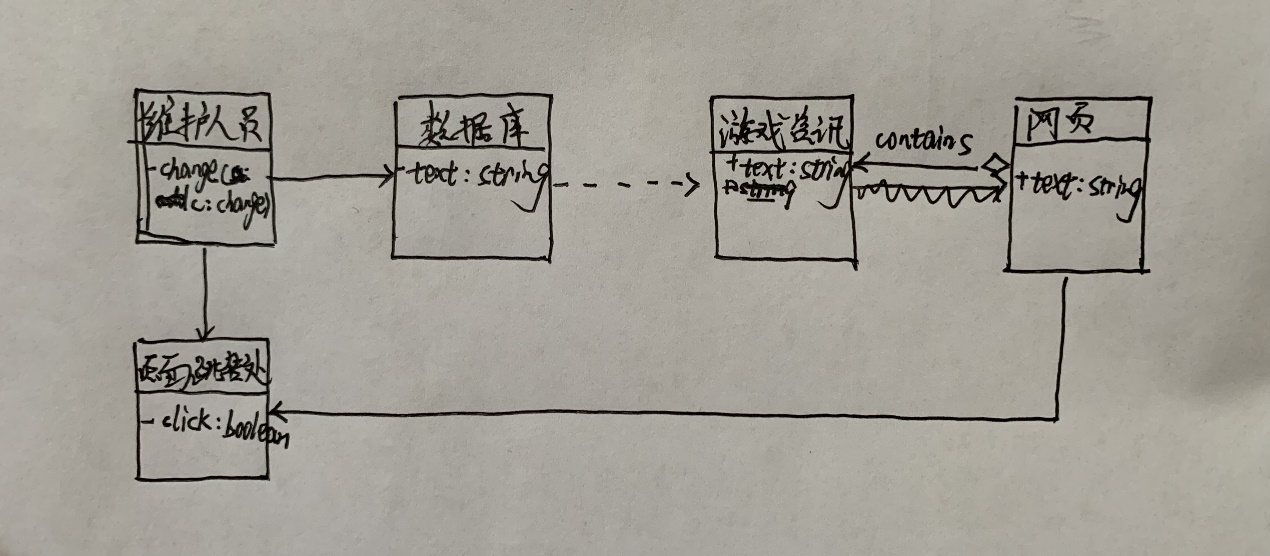 维护人员
-change(
c:change)
数据库
-text:string
游戏资讯
+text:string
contains
网页
+text:string
页面跳转处
-click:boolean